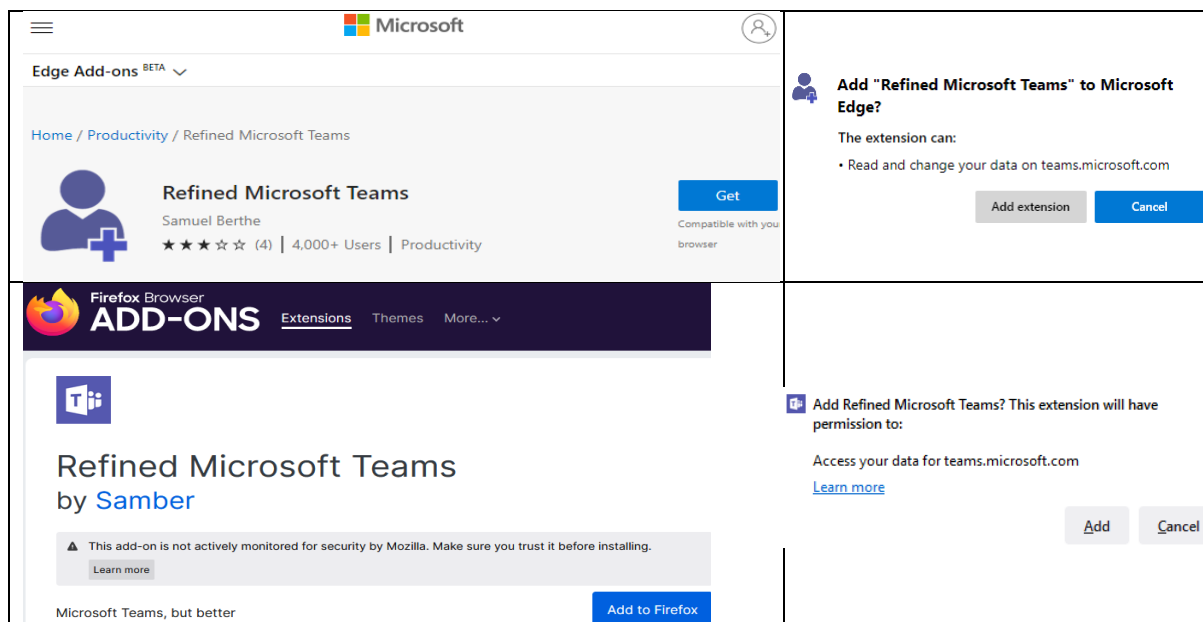 Microsoft
Edge Add-ons BETA
Home / Productivity / Refined Microsoft Teams
Refined Microsoft Teams
Samuel Berthe
★★★☆☆ (4) | 4,000+ Users | Productivity
Get
Compatible with you
browser
Add "Refined Microsoft Teams" to Microsoft
Edge?
The extension can:
• Read and change your data on teams.microsoft.com
Add extension
Cancel
Firefox Browser
ADD-ONS
Extensions
Themes
More...
Refined Microsoft Teams
by Samber
This add-on is not actively monitored for security by Mozilla. Make sure you trust it before installing.
Learn more
Microsoft Teams, but better
Add to Firefox
Add Refined Microsoft Teams? This extension will have
permission to:
Access your data for teams.microsoft.com
Learn more
Add
Cancel